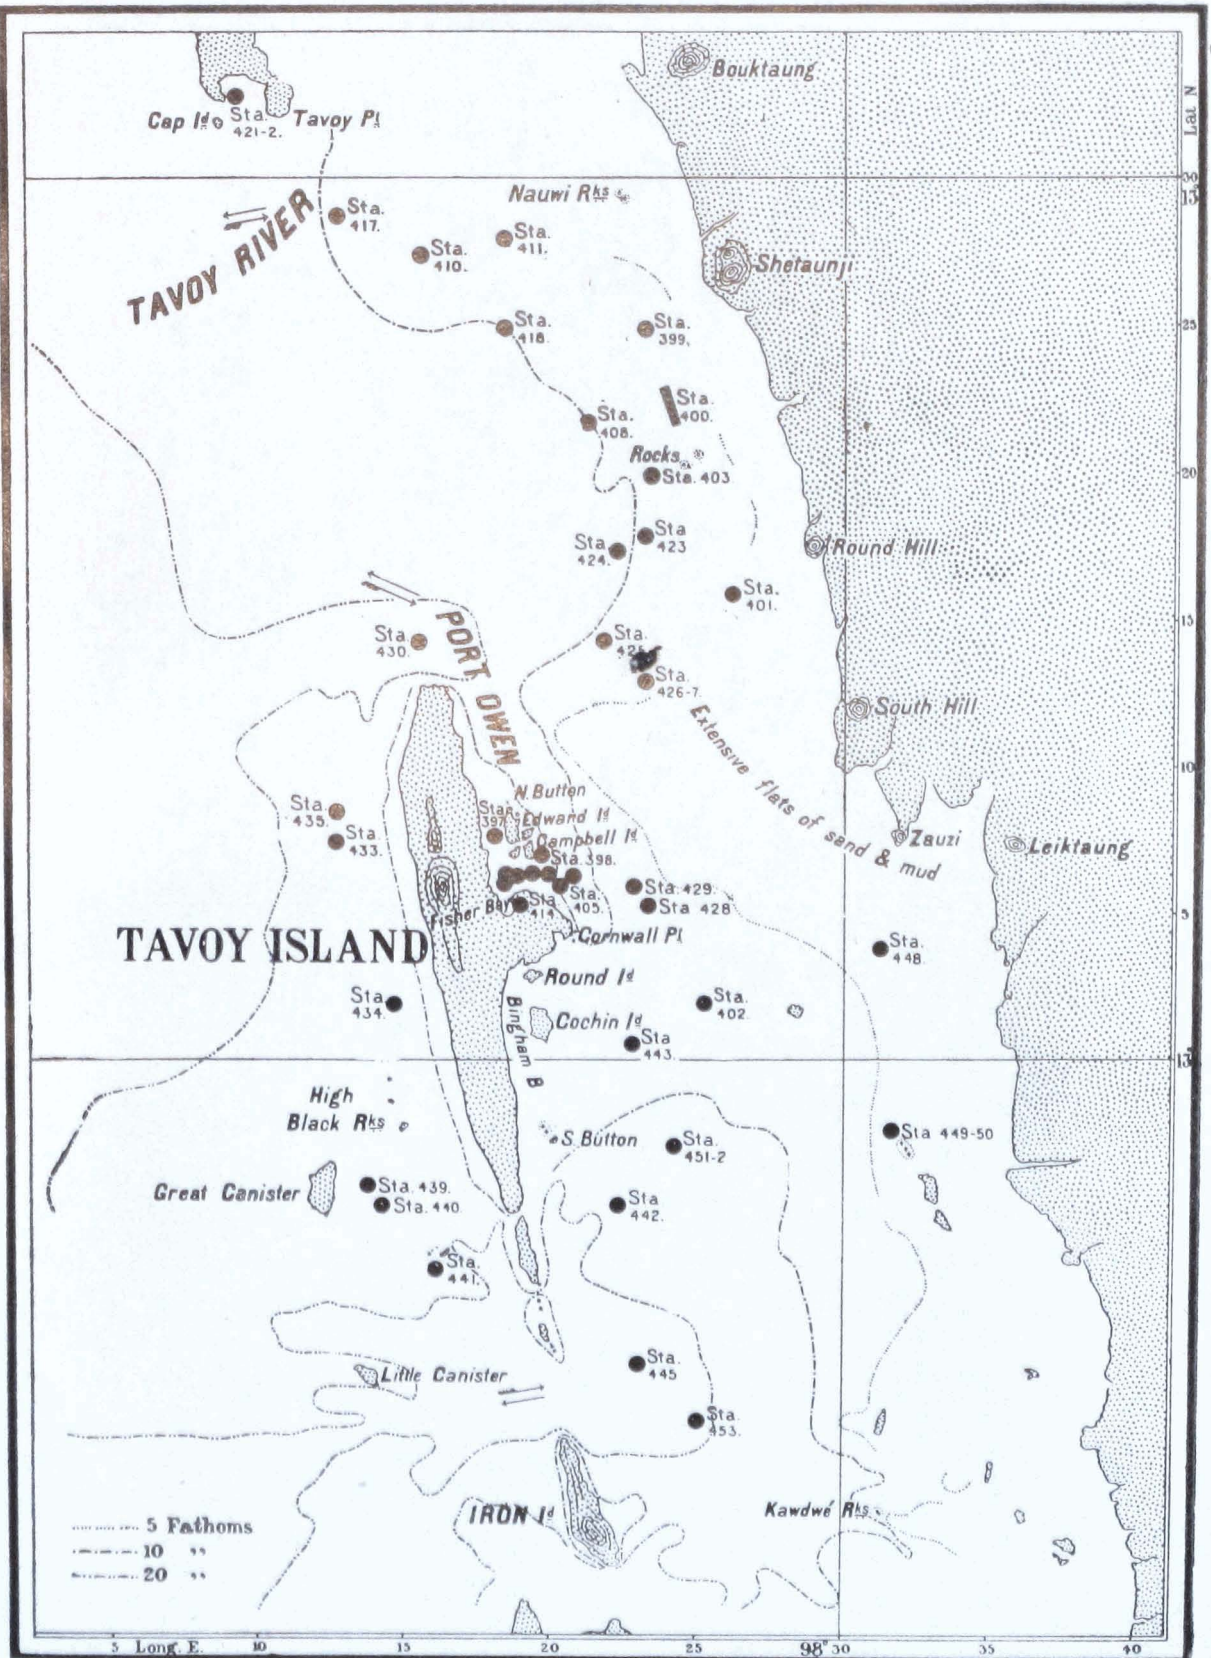 Bouktaung
Lat N
Cap Id
Sta.
421-2.
Tavoy Pt
30
13°
Nauwi Rks
Sta.
417.
TAVOY RIVER
Sta.
411.
Sta.
410.
Shetaunji
Sta.
418.
Sta.
399.
25
Sta.
400.
Sta.
408.
Rocks
Sta. 403
20
Sta
423
Sta
424.
Round Hill
Sta.
401.
15
Sta
430.
PORT OWEN
Sta.
425.
Sta.
426-7.
South Hill
Extensive flats of sand & mud
10
N. Button
Sta.
435.
Sta.
397.
Edward Id
Sta.
433.
Campbell Id
Sta. 398.
Zauzi
Leiktaung
Sta. 429.
Sta 428
Sta.
405.
Sta
414.
Fisher Bay
5
TAVOY ISLAND
Cornwall Pt
Sta.
448.
Round Id
Sta
434.
Bingham B
Cochin Id
Sta.
402.
Sta
443.
13
High
Black Rks
S. Button
Sta 449-50
Sta.
451-2
Great Canister
Sta. 439.
Sta. 440.
Sta
442.
Sta.
441.
Sta.
445
Little Canister
Sta.
453.
IRON Id
Kawdwé Rks
5 Fathoms
10 ,,
20 ,,
5 Long. E. 10 15 20 25 98° 30 35 40